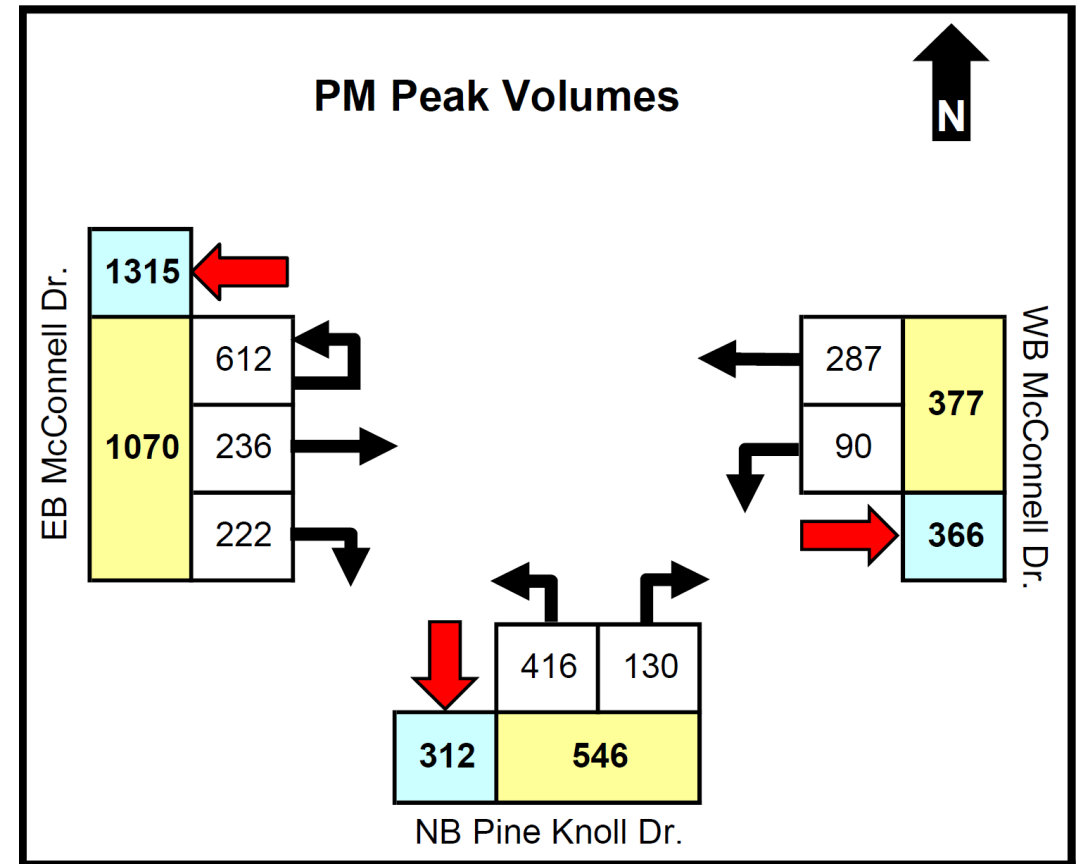 PM Peak Volumes
N
EB McConnell Dr.
1315
612
1070
236
222
287
377
90
366
WB McConnell Dr.
416
130
312
546
NB Pine Knoll Dr.